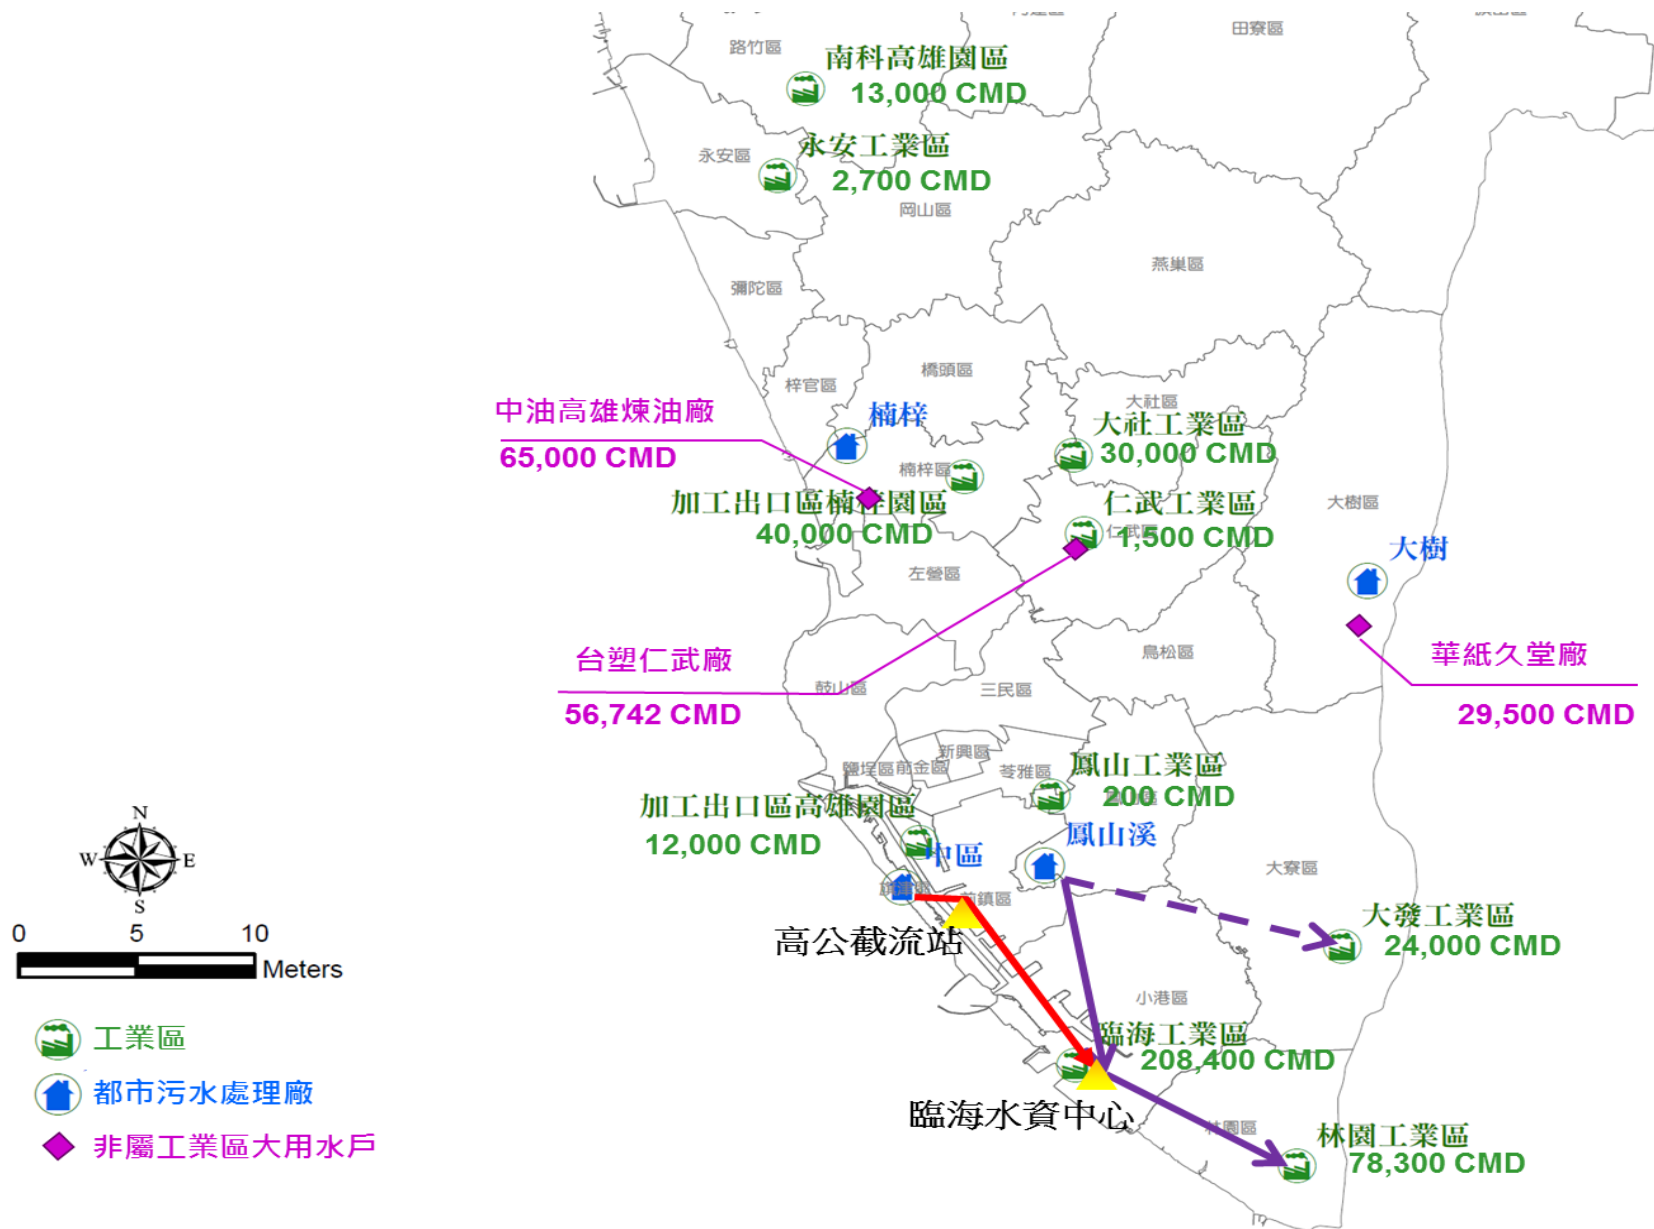 路竹區
田寮區
南科高雄園區
13,000 CMD
永安區
永安工業區
2,700 CMD
岡山區
燕巢區
彌陀區
橋頭區
梓官區
大社區
中油高雄煉油廠
65,000 CMD
楠梓
大社工業區
30,000 CMD
楠梓區
加工出口區楠梓園區
40,000 CMD
仁武工業區
仁武區
1,500 CMD
大樹區
大樹
左營區
鳥松區
台塑仁武廠
56,742 CMD
華紙久堂廠
29,500 CMD
鼓山區
三民區
新興區
鹽埕區
前金區
苓雅區
鳳山工業區
200 CMD
加工出口區高雄園區
12,000 CMD
中區
鳳山溪
旗津區
前鎮區
大寮區
高公截流站
大發工業區
24,000 CMD
小港區
臨海工業區
208,400 CMD
臨海水資中心
林園區
林園工業區
78,300 CMD
N
W
E
S
0 5 10
Meters
工業區
都市污水處理廠
非屬工業區大用水戶